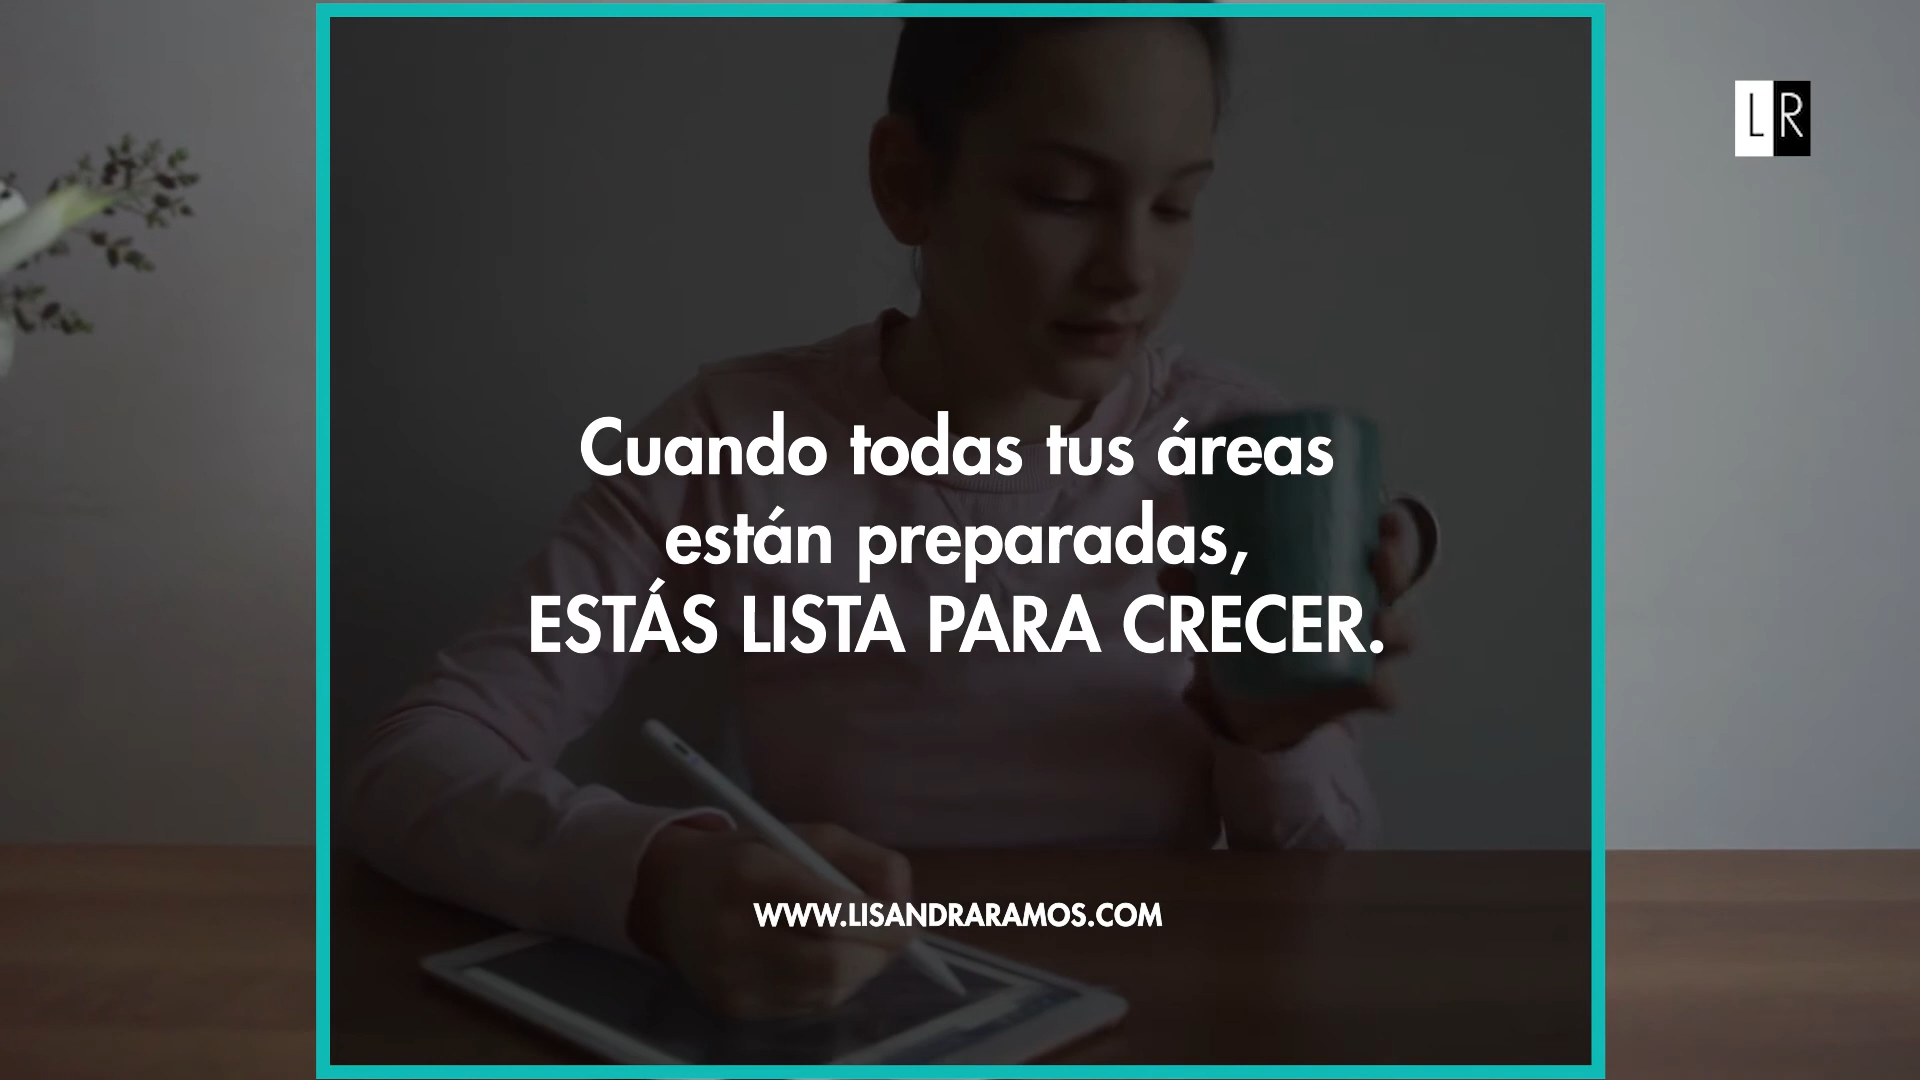 LR
Cuando todas tus áreas
están preparadas,
ESTÁS LISTA PARA CRECER.
WWW.LISANDRARAMOS.COM